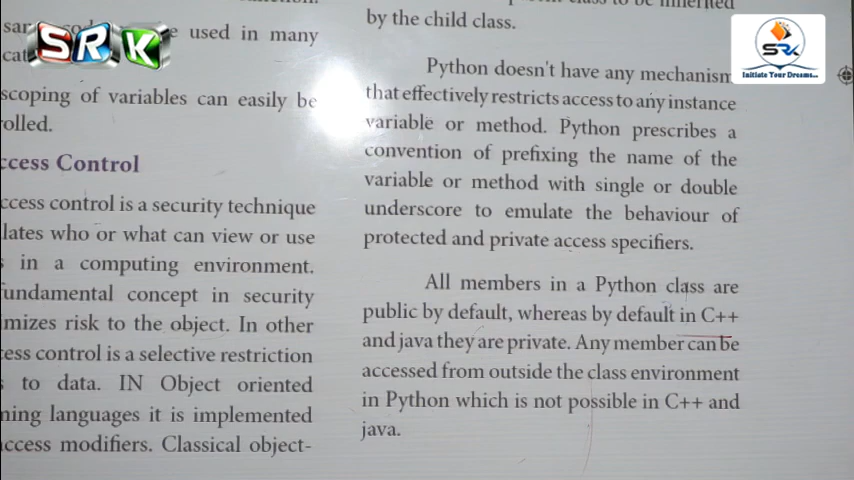 e used in many
scoping of variables can easily be
olled.
ccess Control
ccess control is a security technique
lates who or what can view or use
s in a computing environment.
fundamental concept in security
imizes risk to the object. In other
cess control is a selective restriction
s to data. IN Object oriented
ning languages it is implemented
access modifiers. Classical object-
by the child class.
Python doesn't have any mechanism
that effectively restricts access to any instance
variable or method. Python prescribes a
convention of prefixing the name of the
variable or method with single or double
underscore to emulate the behaviour of
protected and private access specifiers.
All members in a Python class are
public by default, whereas by default in C++
and java they are private. Any member can be
accessed from outside the class environment
in Python which is not possible in C++ and
java.
SRK
SRK
Initiate Your Dreams...